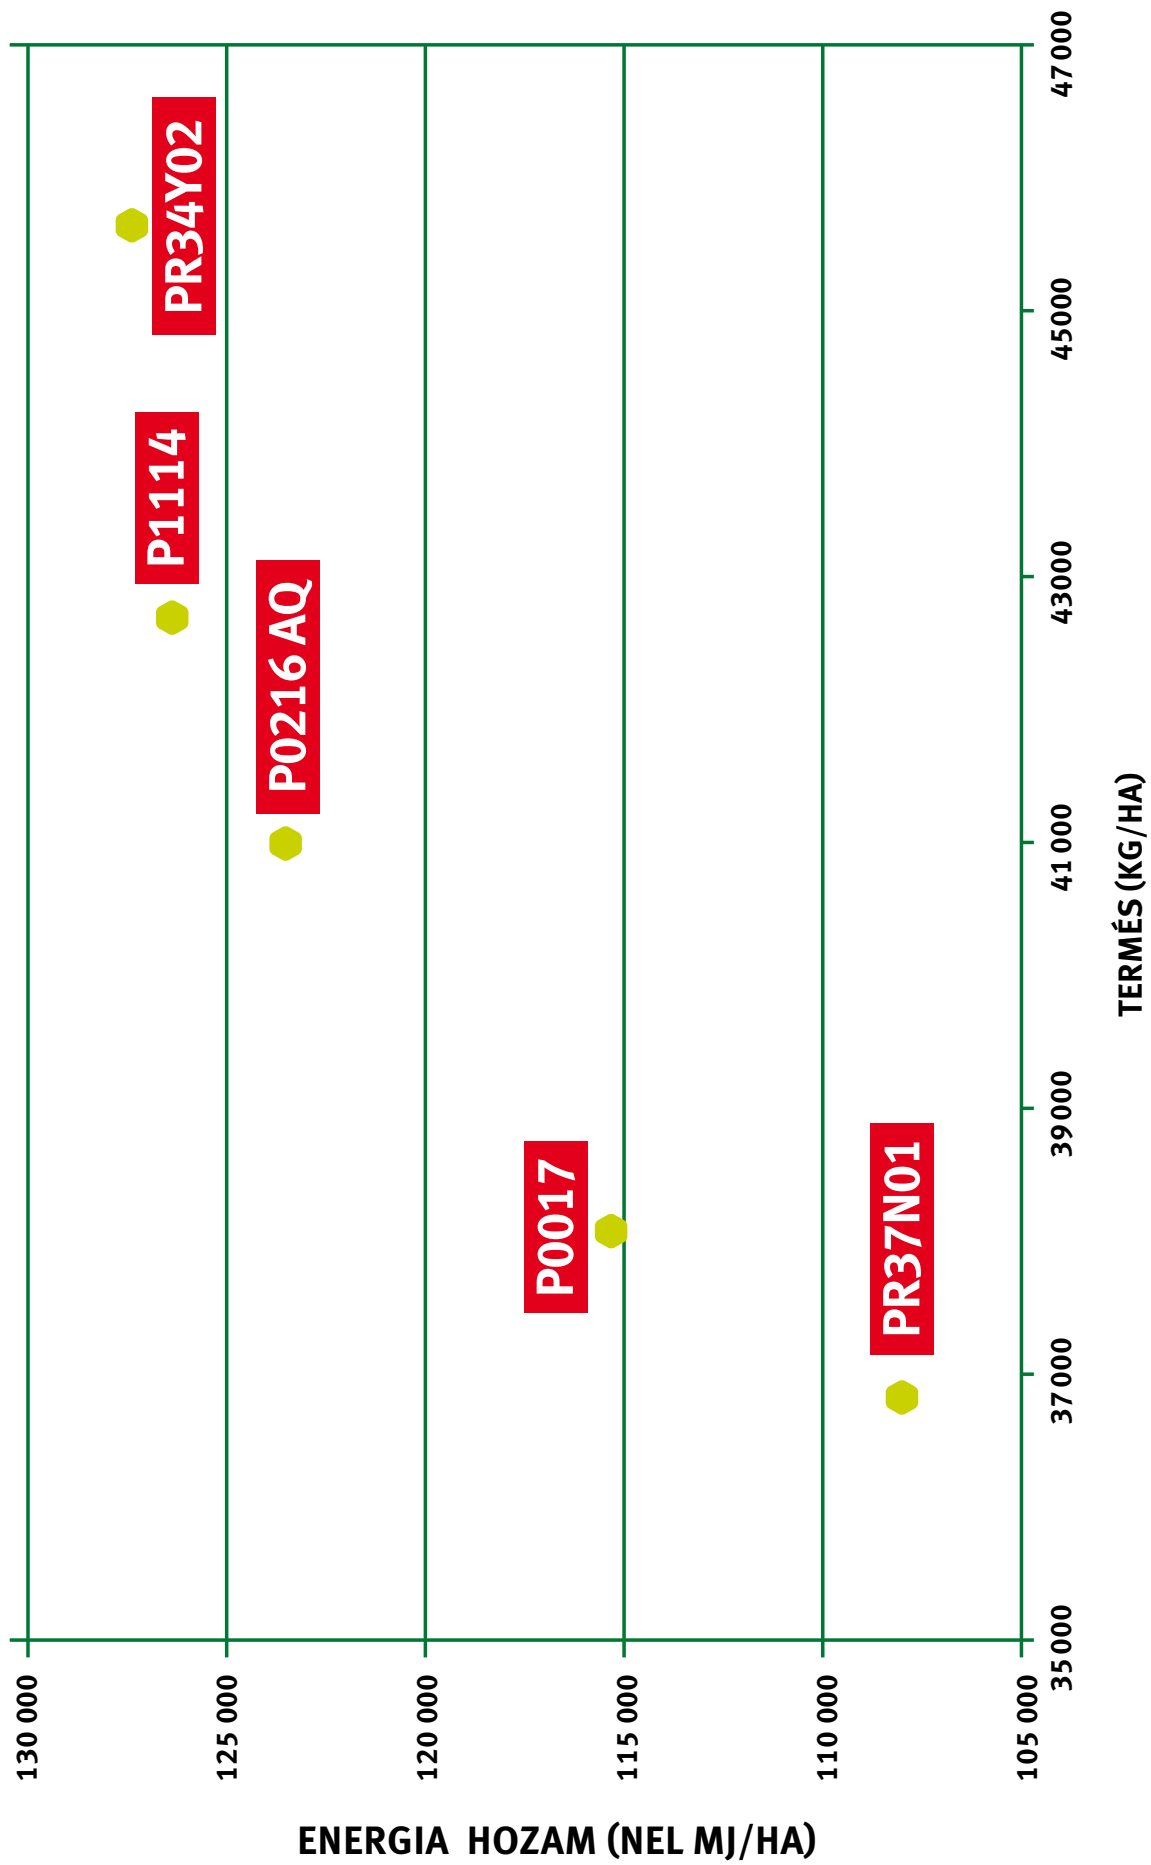 130 000
125 000
120 000
115 000
110 000
105 000
ENERGIA HOZAM (NEL MJ/HA)
PR34Y02
P1114
P0216 AQ
P0017
PR37N01
35 000
37 000
39 000
41 000
43 000
45 000
47 000
TERMÉS (KG/HA)